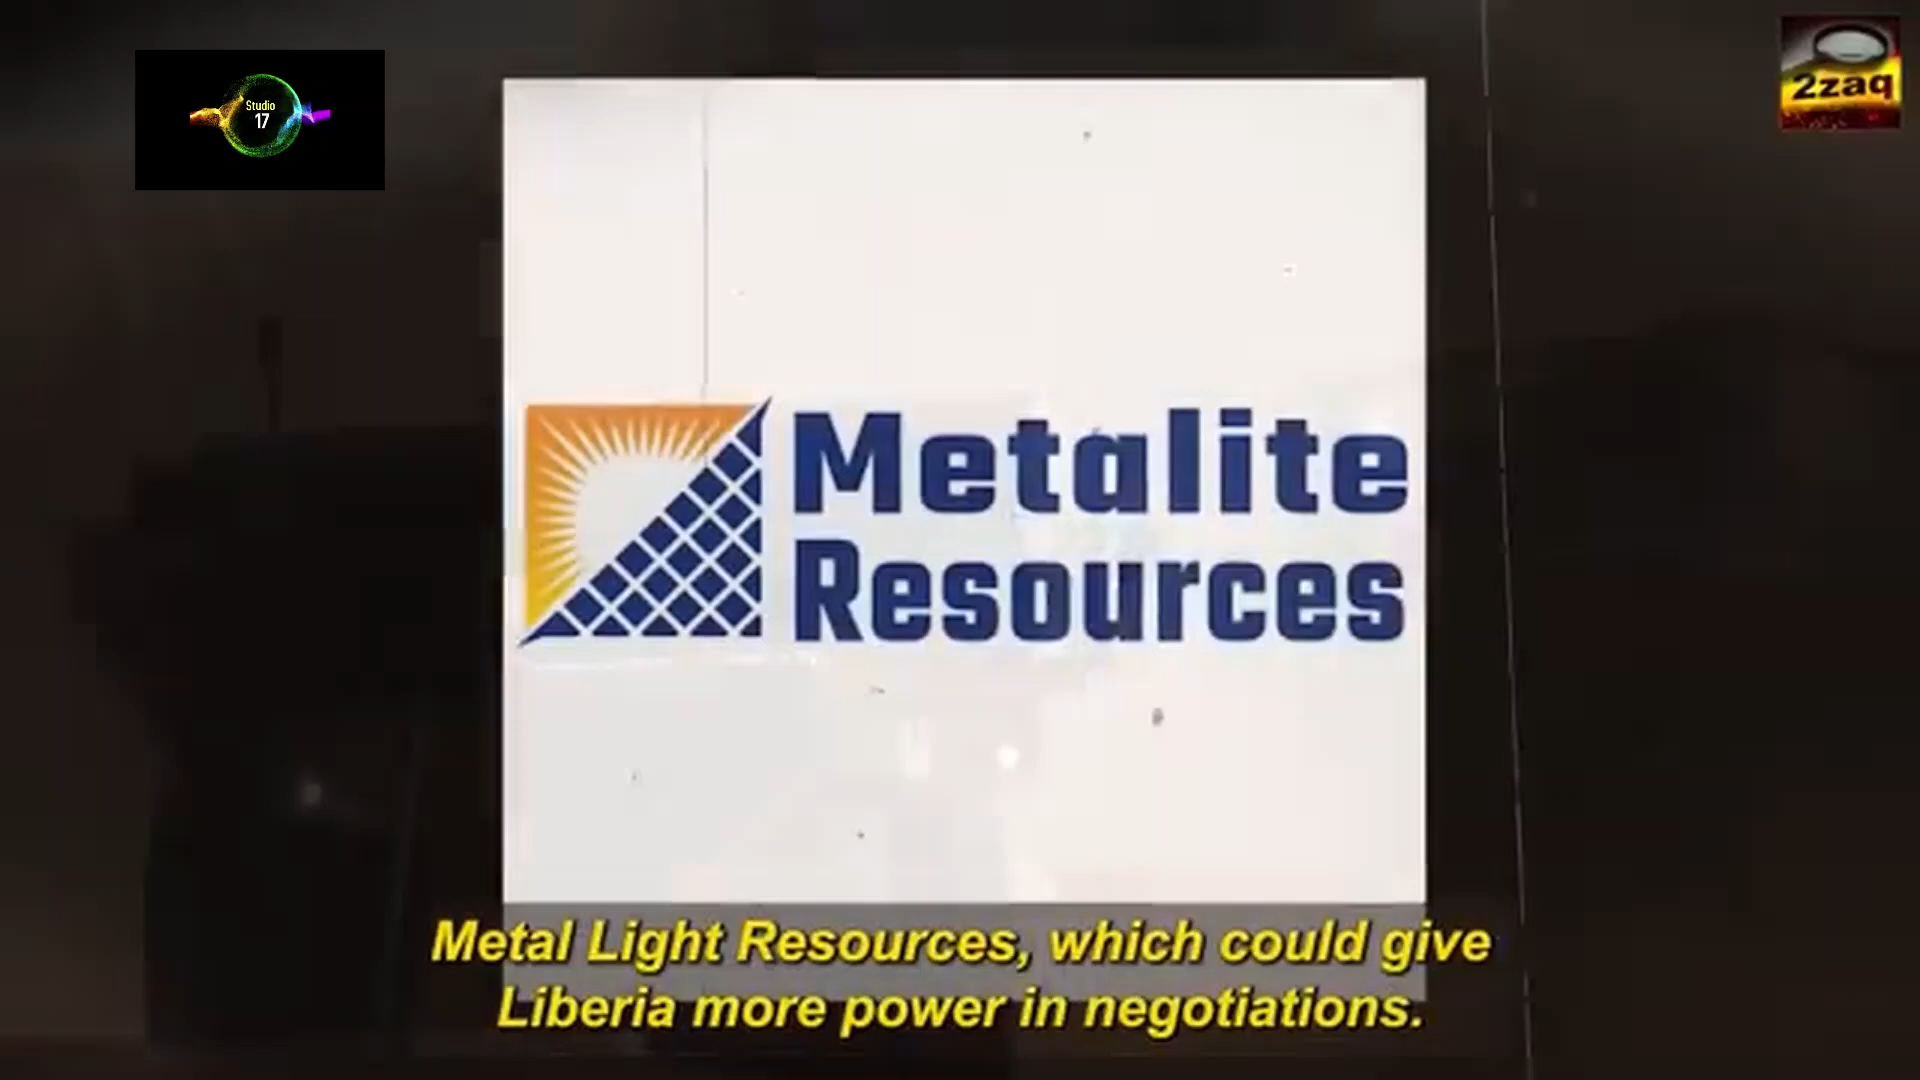 Studio
17
2zaq
Metalite
Resources
Metal Light Resources, which could give
Liberia more power in negotiations.